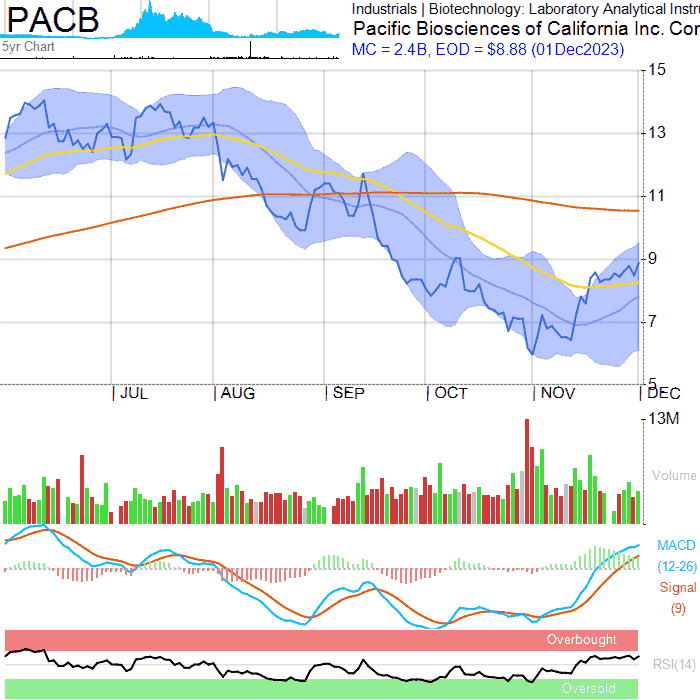 PACB
5yr Chart
Industrials | Biotechnology: Laboratory Analytical Instru
Pacific Biosciences of California Inc. Cor
MC = 2.4B, EOD = $8.88 (01Dec2023)
15
13
11
9
7
5
JUL
AUG
SEP
OCT
NOV
DEC
13M
Volume
MACD
(12-26)
Signal
(9)
Overbought
RSI(14)
Oversold